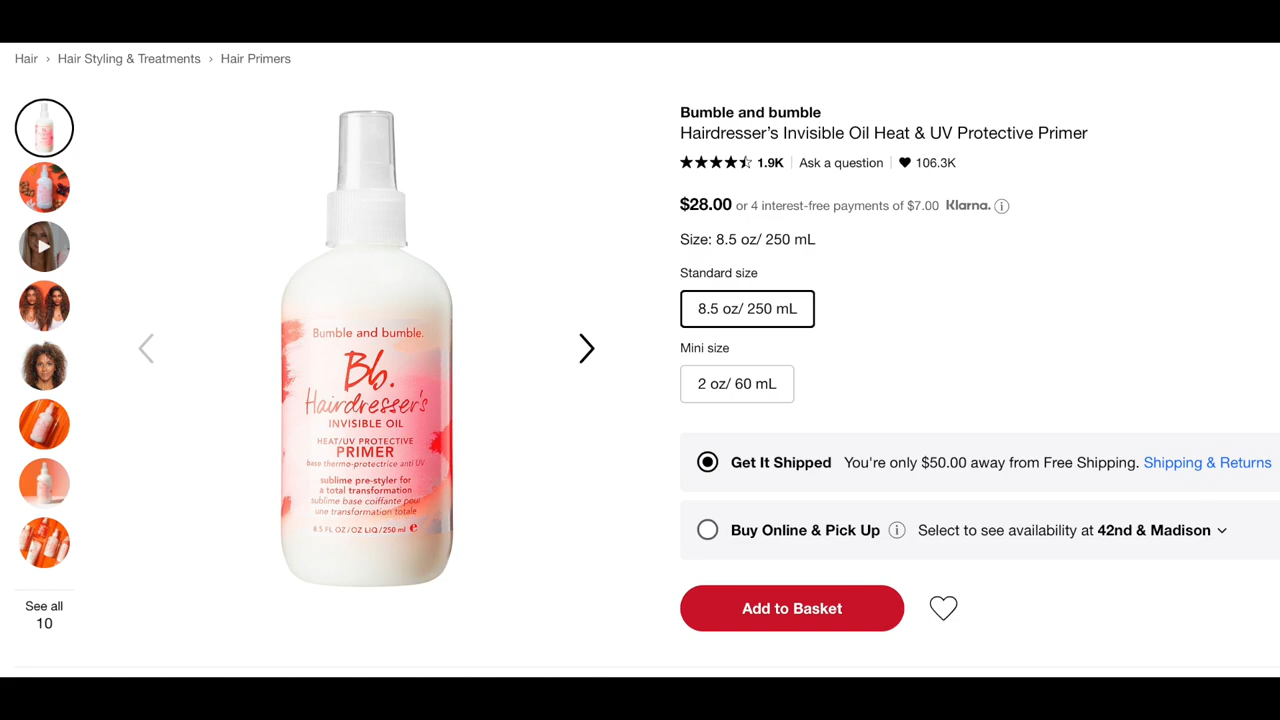 Hair › Hair Styling & Treatments › Hair Primers
See all
10
Bumble and bumble.
Bb.
Hairdresser's
INVISIBLE OIL
HEAT/UV PROTECTIVE
PRIMER
base thermo-protectrice anti UV
sublime pre-styler for
a total transformation
sublime base coiffante pour
une transformation totale
8.5 FL OZ/OZ LIQ/250 ml ℮
Bumble and bumble
Hairdresser’s Invisible Oil Heat & UV Protective Primer
1.9K | Ask a question | 106.3K
$28.00 or 4 interest-free payments of $7.00 Klarna.
Size: 8.5 oz/ 250 mL
Standard size
8.5 oz/ 250 mL
Mini size
2 oz/ 60 mL
Get It Shipped You're only $50.00 away from Free Shipping. Shipping & Returns
Buy Online & Pick Up Select to see availability at 42nd & Madison
Add to Basket